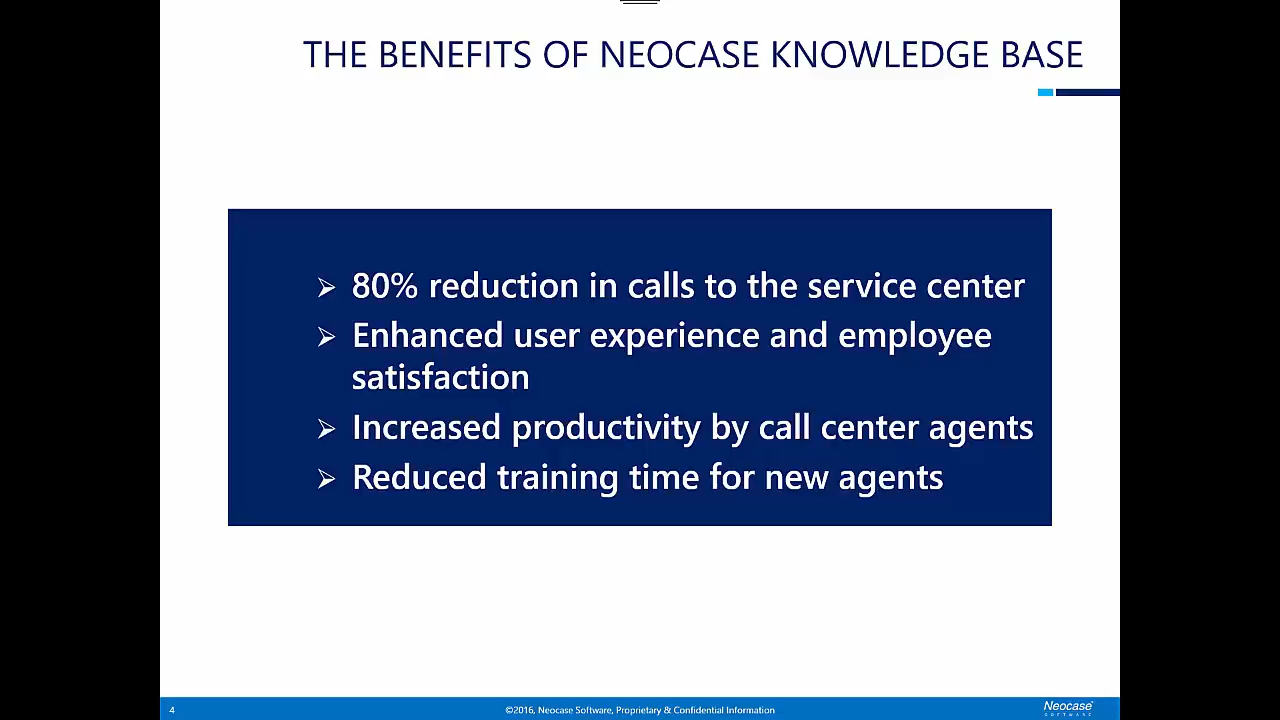 THE BENEFITS OF NEOCASE KNOWLEDGE BASE
➢ 80% reduction in calls to the service center
➢ Enhanced user experience and employee
satisfaction
➢ Increased productivity by call center agents
➢ Reduced training time for new agents
4
©2016, Neocase Software, Proprietary & Confidential Information
Neocase
SOFTWARE